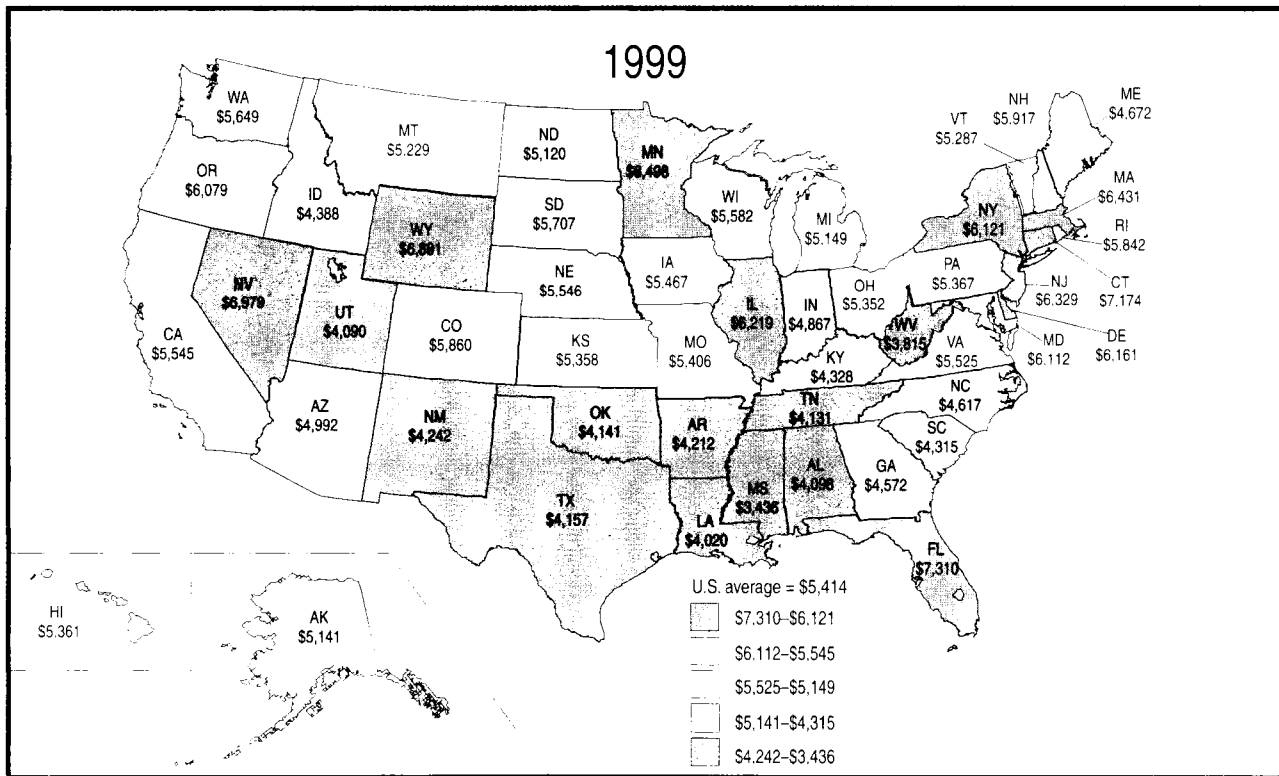 1999
WA
$5,649
MT
$5.229
ND
$5,120
MN
$6,498
OR
$6,079
ID
$4,388
WY
$6,891
SD
$5,707
WI
$5,582
MI
$5.149
NY
$6,121
VT
$5.287
NH
$5.917
ME
$4.672
MA
$6.431
RI
$5.842
CT
$7.174
NJ
$6.329
DE
$6.161
MD
$6.112
PA
$5.367
NV
$6,979
UT
$4,090
CO
$5,860
NE
$5.546
IA
$5.467
IL
$6,219
IN
$4,867
OH
$5.352
WV
$3,815
VA
$5,525
CA
$5,545
KS
$5,358
MO
$5.406
KY
$4,328
NC
$4,617
AZ
$4,992
NM
$4,242
OK
$4,141
AR
$4,212
TN
$4,131
SC
$4,315
TX
$4,157
LA
$4,020
MS
$3,436
AL
$4,098
GA
$4,572
FL
$7,310
HI
$5.361
AK
$5,141
U.S. average = $5,414
$7.310–$6,121
$6.112–$5.545
$5,525–$5,149
$5,141–$4,315
$4.242–$3,436